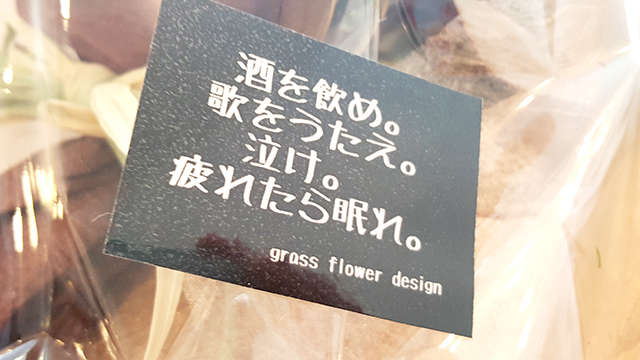 酒を飲め。
歌をうたえ。
泣け。
疲れたら眠れ。
grass flower design